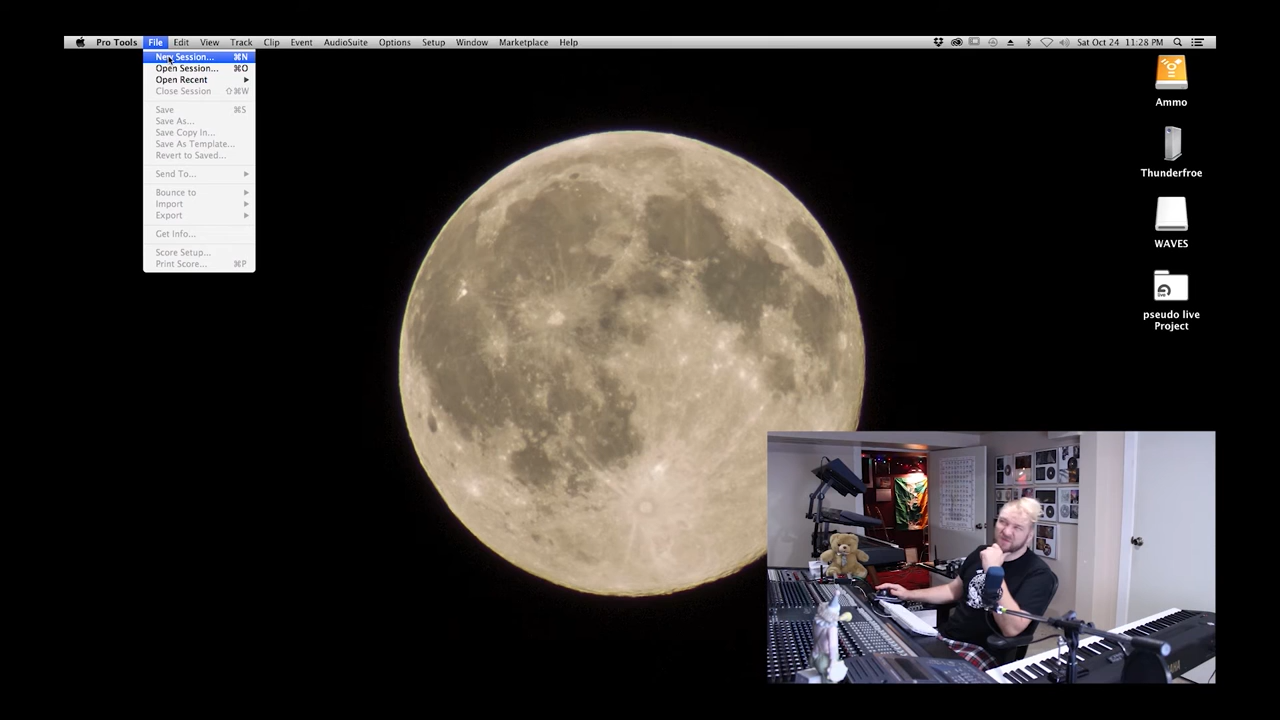 Pro Tools File Edit View Track Clip Event AudioSuite Options Setup Window Marketplace Help Sat Oct 24 11:28 PM
New Session... ⌘N
Open Session... ⌘O
Open Recent
Close Session ⇧⌘W
Save ⌘S
Save As...
Save Copy In...
Save As Template...
Revert to Saved...
Send To...
Bounce to
Import
Export
Get Info...
Score Setup...
Print Score... ⌘P
Ammo
Thunderfroe
WAVES
live
pseudo live
Project
YAMAHA